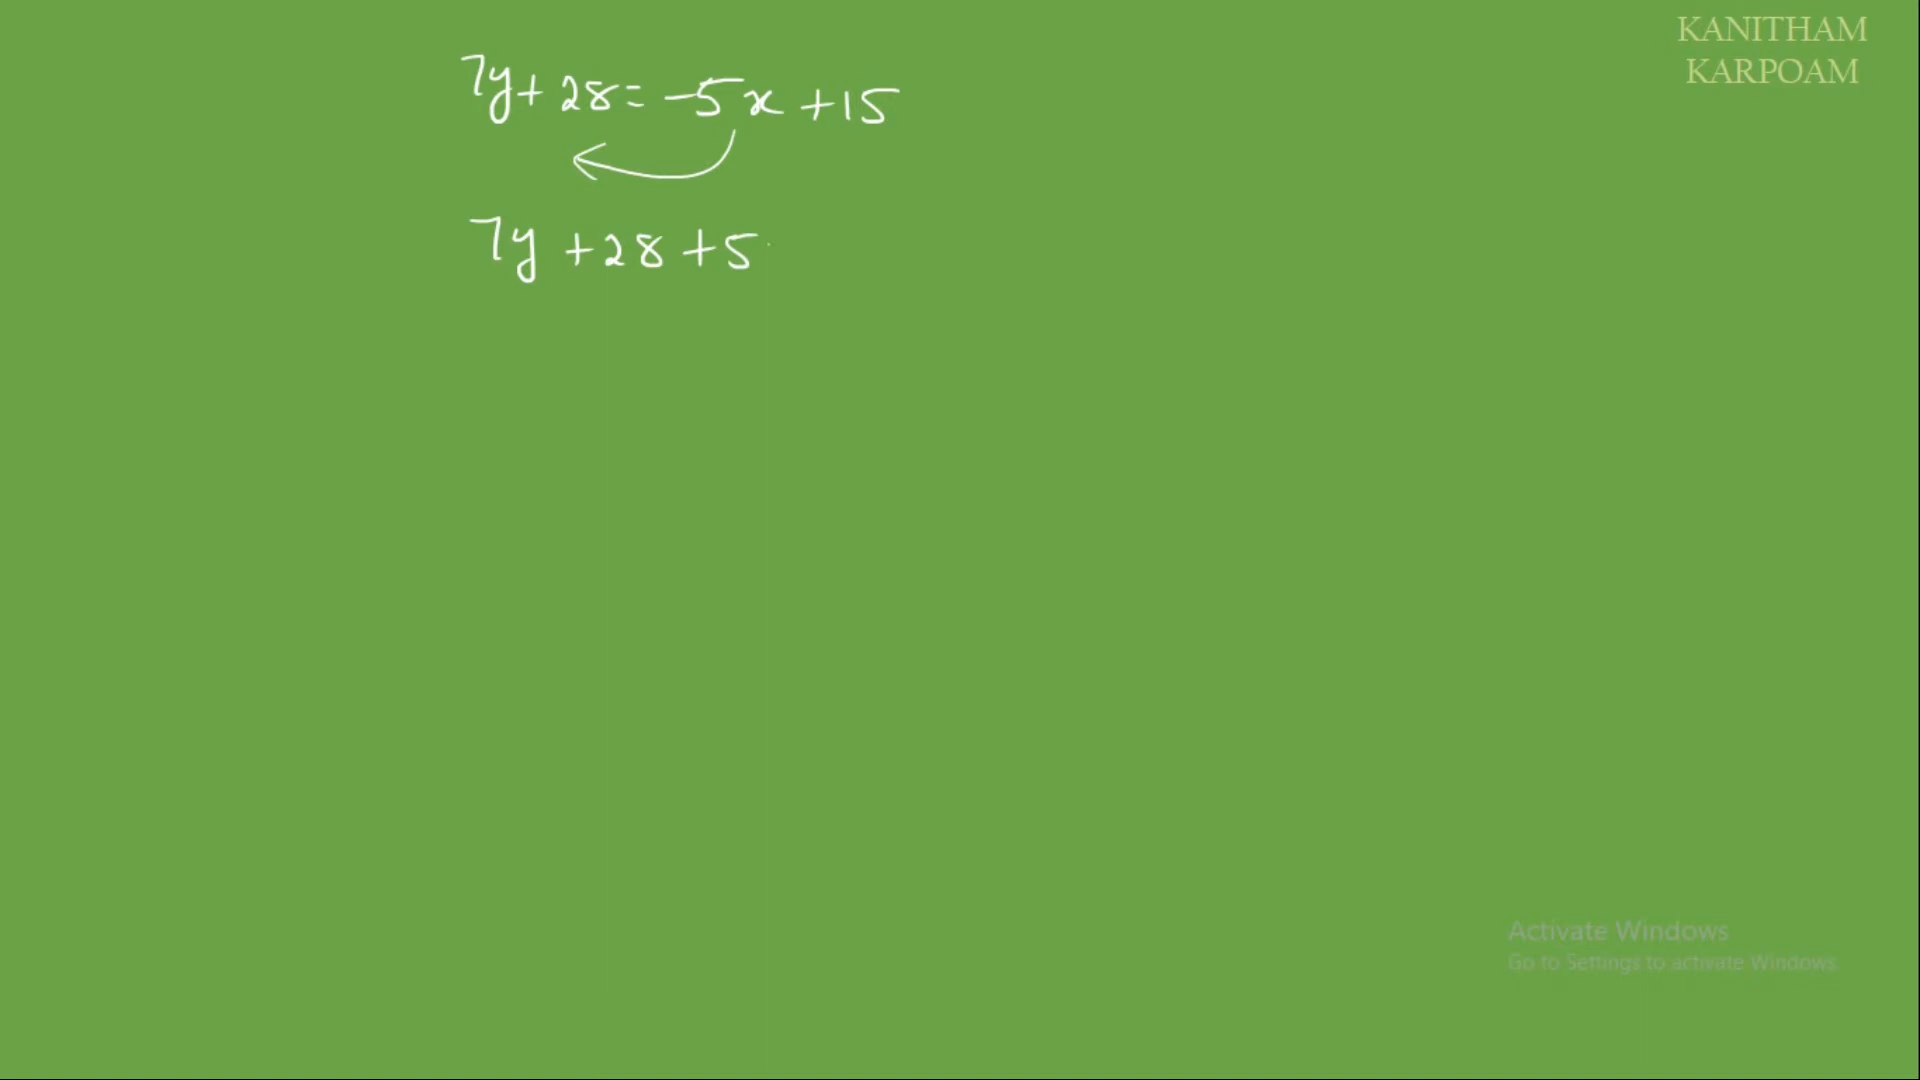 KANITHAM
KARPOAM
7y+28=-5x+15
7y+28+5
Activate Windows
Go to Settings to activate Windows.